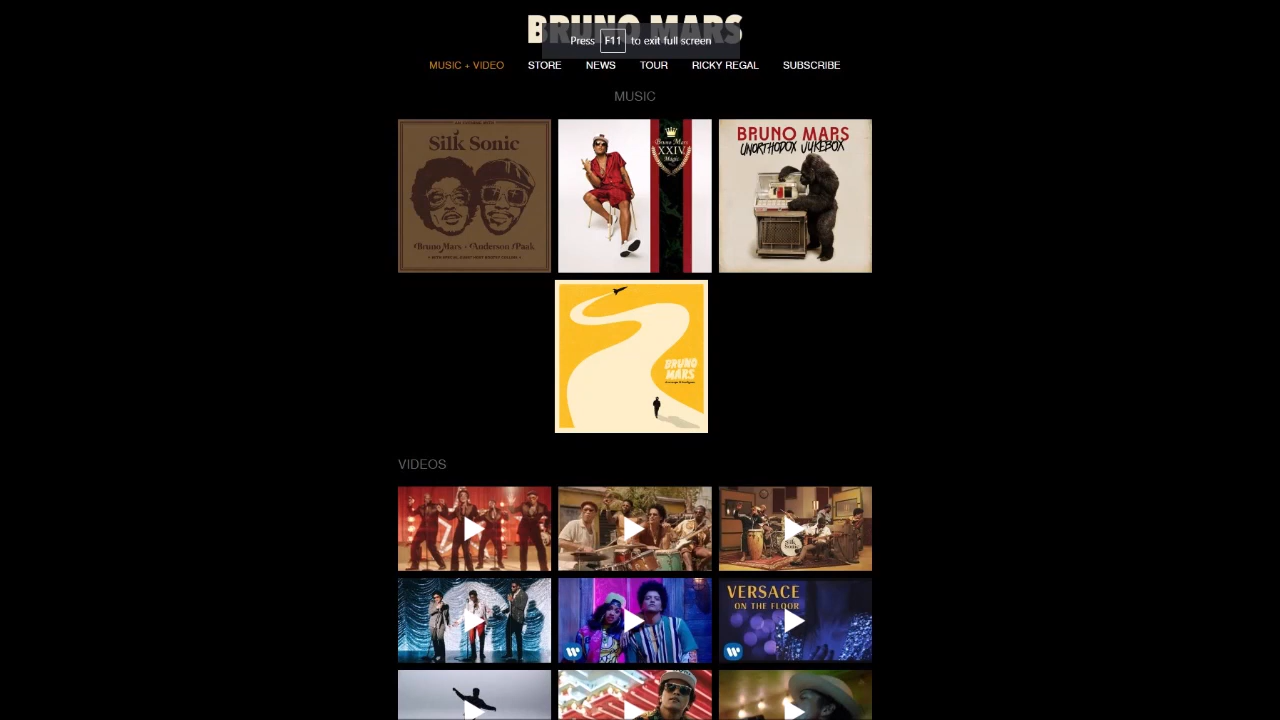 BRUNO MARS
Press F11 to exit full screen
MUSIC + VIDEO STORE NEWS TOUR RICKY REGAL SUBSCRIBE
MUSIC
Silk Sonic
Bruno Mars + Anderson .Paak
Bruno Mars
XXIV
Magic
BRUNO MARS
UNORTHODOX JUKEBOX
BRUNO
MARS
VIDEOS
Silk
Sonic
VERSACE
ON THE FLOOR